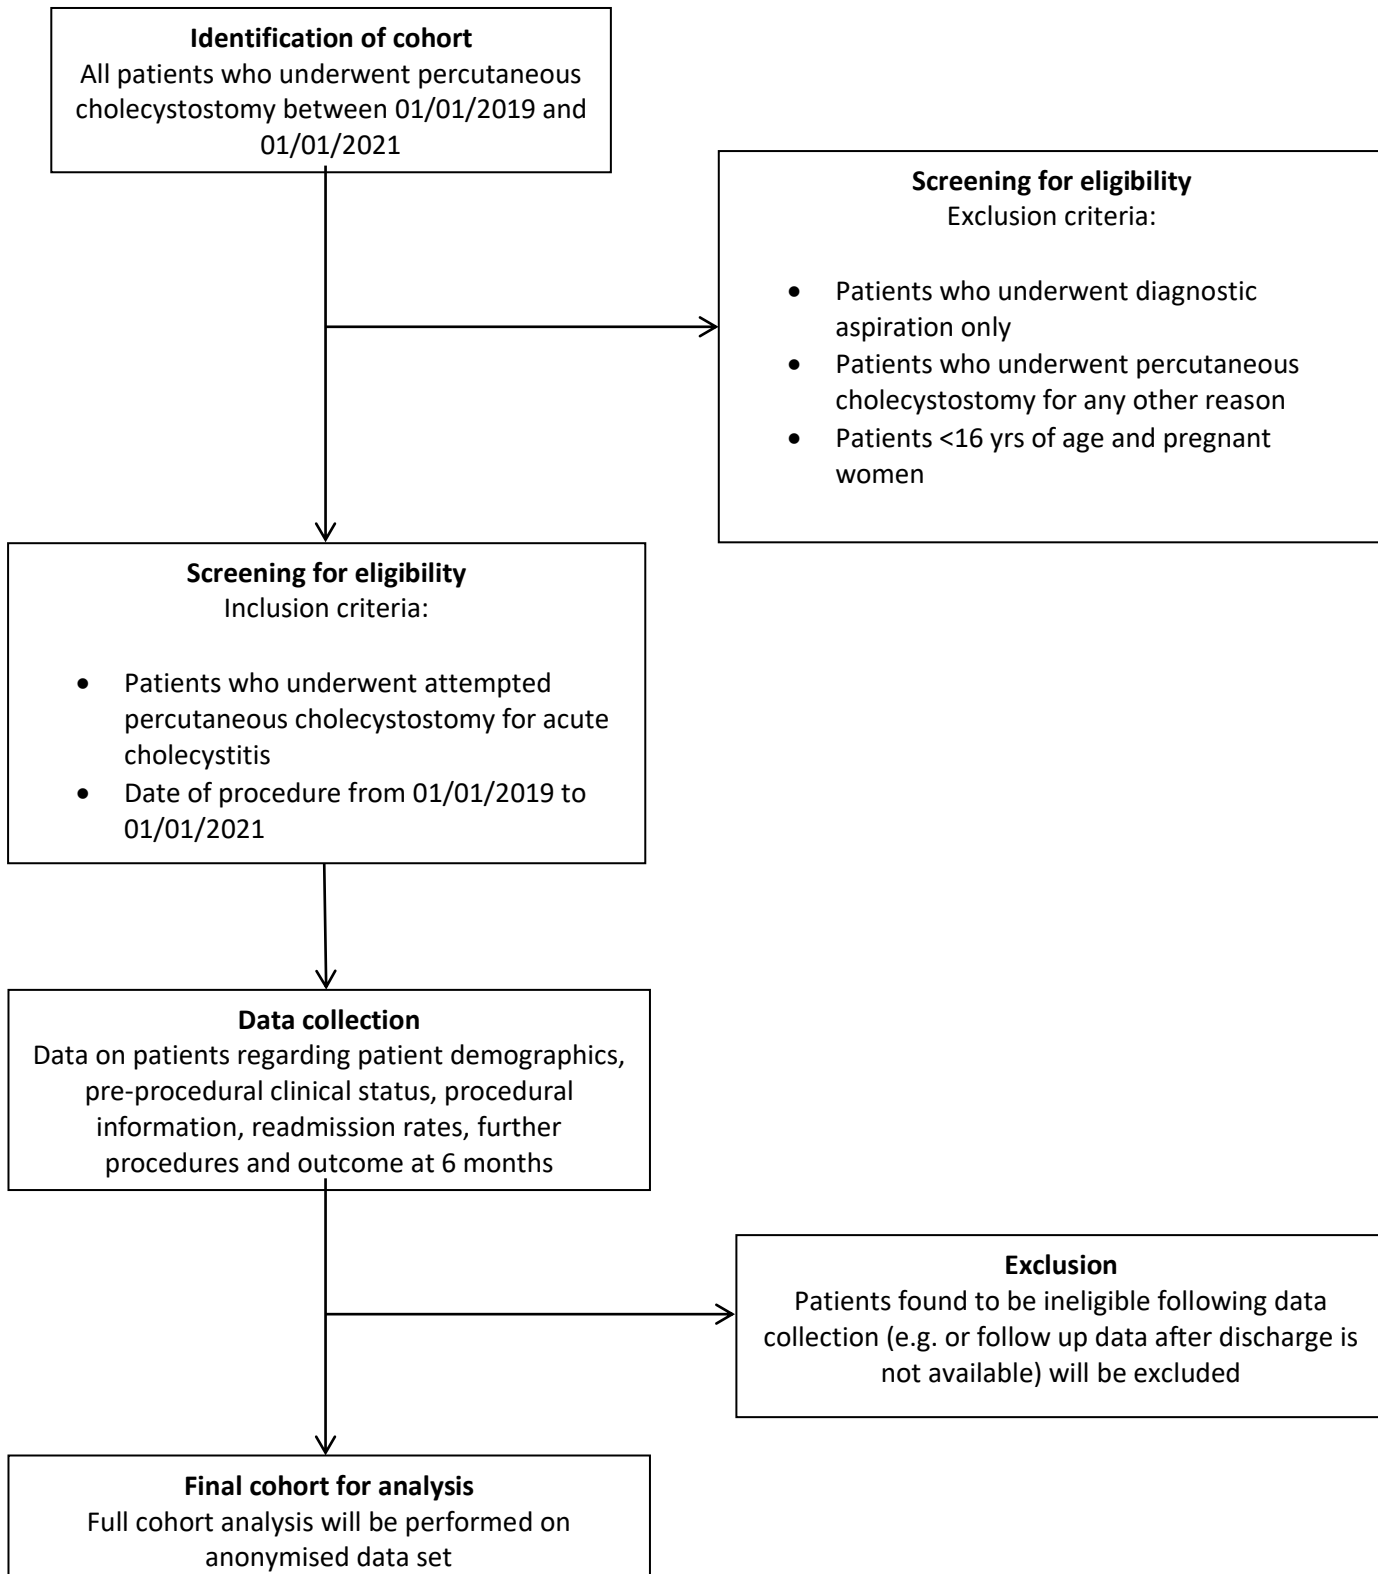 Identification of cohort
All patients who underwent percutaneous
cholecystostomy between 01/01/2019 and
01/01/2021
Screening for eligibility
Exclusion criteria:
• Patients who underwent diagnostic
aspiration only
• Patients who underwent percutaneous
cholecystostomy for any other reason
• Patients <16 yrs of age and pregnant
women
Screening for eligibility
Inclusion criteria:
• Patients who underwent attempted
percutaneous cholecystostomy for acute
cholecystitis
• Date of procedure from 01/01/2019 to
01/01/2021
Data collection
Data on patients regarding patient demographics,
pre-procedural clinical status, procedural
information, readmission rates, further
procedures and outcome at 6 months
Exclusion
Patients found to be ineligible following data
collection (e.g. or follow up data after discharge is
not available) will be excluded
Final cohort for analysis
Full cohort analysis will be performed on
anonymised data set